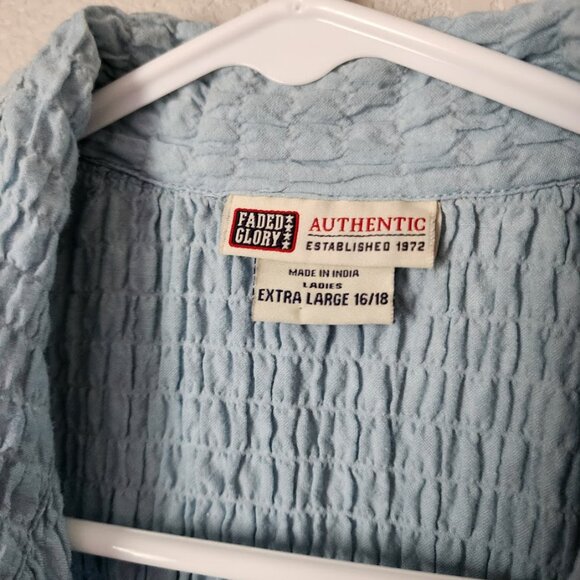 FADED
GLORY
AUTHENTIC
ESTABLISHED 1972
MADE IN INDIA
LADIES
EXTRA LARGE 16/18